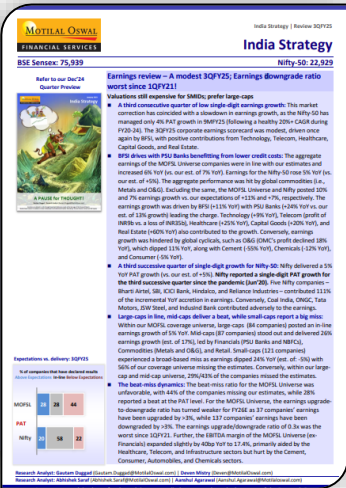 MOTILAL OSWAL
FINANCIAL SERVICES
India Strategy | Review 3QFY25
India Strategy
BSE Sensex: 75,939
Nifty-50: 22,929
Refer to our Dec'24
Quarter Preview
India Strategy
A PAUSE for THOUGHT!
Expectations vs. delivery: 3QFY25
% of companies that have declared results
Above Expectations In-line Below Expectations
MOFSL 28 28 44
PAT
Nifty 20 58 22
Earnings review – A modest 3QFY25; Earnings downgrade ratio
worst since 1QFY21!
Valuations still expensive for SMIDs; prefer large-caps
A third consecutive quarter of low single-digit earnings growth: This market
correction has coincided with a slowdown in earnings growth, as the Nifty-50 has
managed only 4% PAT growth in 9MFY25 (following a healthy 20%+ CAGR during
FY20-24). The 3QFY25 corporate earnings scorecard was modest, driven once
again by BFSI, with positive contributions from Technology, Telecom, Healthcare,
Capital Goods, and Real Estate.
BFSI drives with PSU Banks benefitting from lower credit costs: The aggregate
earnings of the MOFSL Universe companies were in line with our estimates and
increased 6% YoY (vs. our est. of 7% YoY). Earnings for the Nifty-50 rose 5% YoY (vs.
our est. of +5%). The aggregate performance was hit by global commodities (i.e.,
Metals and O&G). Excluding the same, the MOFSL Universe and Nifty posted 10%
and 7% earnings growth vs. expectations of +11% and +7%, respectively. The
earnings growth was driven by BFSI (+11% YoY) with PSU Banks (+24% YoY vs. our
est. of 13% growth) leading the charge. Technology (+9% YoY), Telecom (profit of
INR9b vs. a loss of INR35b), Healthcare (+25% YoY), Capital Goods (+20% YoY), and
Real Estate (+60% YoY) also contributed to the growth. Conversely, earnings
growth was hindered by global cyclicals, such as O&G (OMC's profit declined 18%
YoY), which dipped 11% YoY, along with Cement (-55% YoY), Chemicals (-12% YoY),
and Consumer (-5% YoY).
A third successive quarter of single-digit growth for Nifty-50: Nifty delivered a 5%
YoY PAT growth (vs. our est. of +5%). Nifty reported a single-digit PAT growth for
the third successive quarter since the pandemic (Jun'20). Five Nifty companies –
Bharti Airtel, SBI, ICICI Bank, Hindalco, and Reliance Industries – contributed 111%
of the incremental YoY accretion in earnings. Conversely, Coal India, ONGC, Tata
Motors, JSW Steel, and IndusInd Bank contributed adversely to the earnings.
Large-caps in line, mid-caps deliver a beat, while small-caps report a big miss:
Within our MOFSL coverage universe, large-caps (84 companies) posted an in-line
earnings growth of 5% YoY. Mid-caps (87 companies) stood out and delivered 26%
earnings growth (est. of 17%), led by Financials (PSU Banks and NBFCs),
Commodities (Metals and O&G), and Retail. Small-caps (121 companies)
experienced a broad-based miss as earnings dipped 24% YoY (est. of -5%) with
56% of our coverage universe missing the estimates. Conversely, within our large-
cap and mid-cap universe, 29%/43% of the companies missed the estimates.
The beat-miss dynamics: The beat-miss ratio for the MOFSL Universe was
unfavorable, with 44% of the companies missing our estimates, while 28%
reported a beat at the PAT level. For the MOFSL Universe, the earnings upgrade-
to-downgrade ratio has turned weaker for FY26E as 37 companies' earnings
have been upgraded by >3%, while 137 companies' earnings have been
downgraded by >3%. The earnings upgrade/downgrade ratio of 0.3x was the
worst since 1QFY21. Further, the EBITDA margin of the MOFSL Universe (ex-
Financials) expanded slightly by 40bp YoY to 17.4%, primarily aided by the
Healthcare, Telecom, and Infrastructure sectors but hurt by the Cement,
Consumer, Automobiles, and Chemicals sectors.
Research Analyst: Gautam Duggad (Gautam.Duggad@MotilalOswal.com) | Deven Mistry (Deven@MotilalOswal.com)
Research Analyst: Abhishek Saraf (Abhishek.Saraf@MotilalOswal.com) | Aanshul Agarawal (Aanshul.Agarawal@MotilalOswal.com)